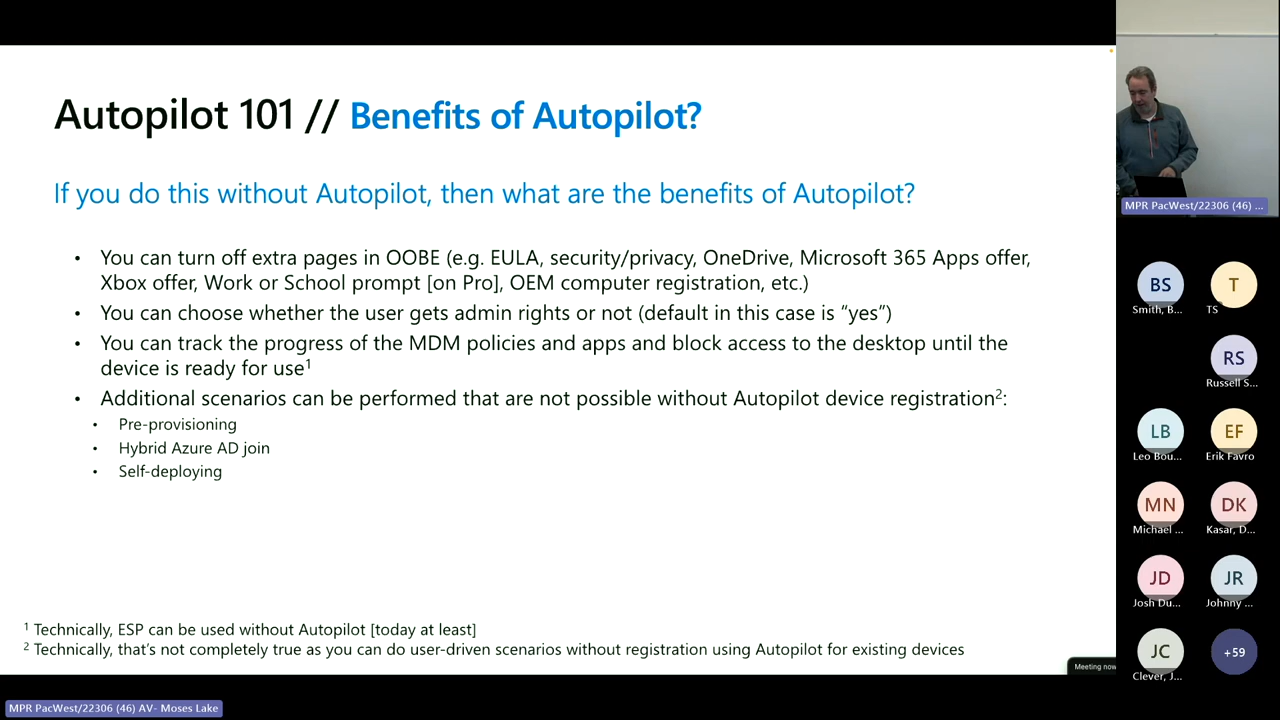 Autopilot 101 // Benefits of Autopilot?
If you do this without Autopilot, then what are the benefits of Autopilot?
• You can turn off extra pages in OOBE (e.g. EULA, security/privacy, OneDrive, Microsoft 365 Apps offer,
Xbox offer, Work or School prompt [on Pro], OEM computer registration, etc.)
• You can choose whether the user gets admin rights or not (default in this case is “yes”)
• You can track the progress of the MDM policies and apps and block access to the desktop until the
device is ready for use¹
• Additional scenarios can be performed that are not possible without Autopilot device registration²:
• Pre-provisioning
• Hybrid Azure AD join
• Self-deploying
¹ Technically, ESP can be used without Autopilot [today at least]
² Technically, that’s not completely true as you can do user-driven scenarios without registration using Autopilot for existing devices
Meeting now
MPR PacWest/22306 (46) AV- Moses Lake
MPR PacWest/22306 (46) ...
BS
Smith, B...
T
TS
RS
Russell S...
LB
Leo Bou...
EF
Erik Favro
MN
Michael ...
DK
Kasar, D...
JD
Josh Du...
JR
Johnny ...
JC
Clever, J...
+59